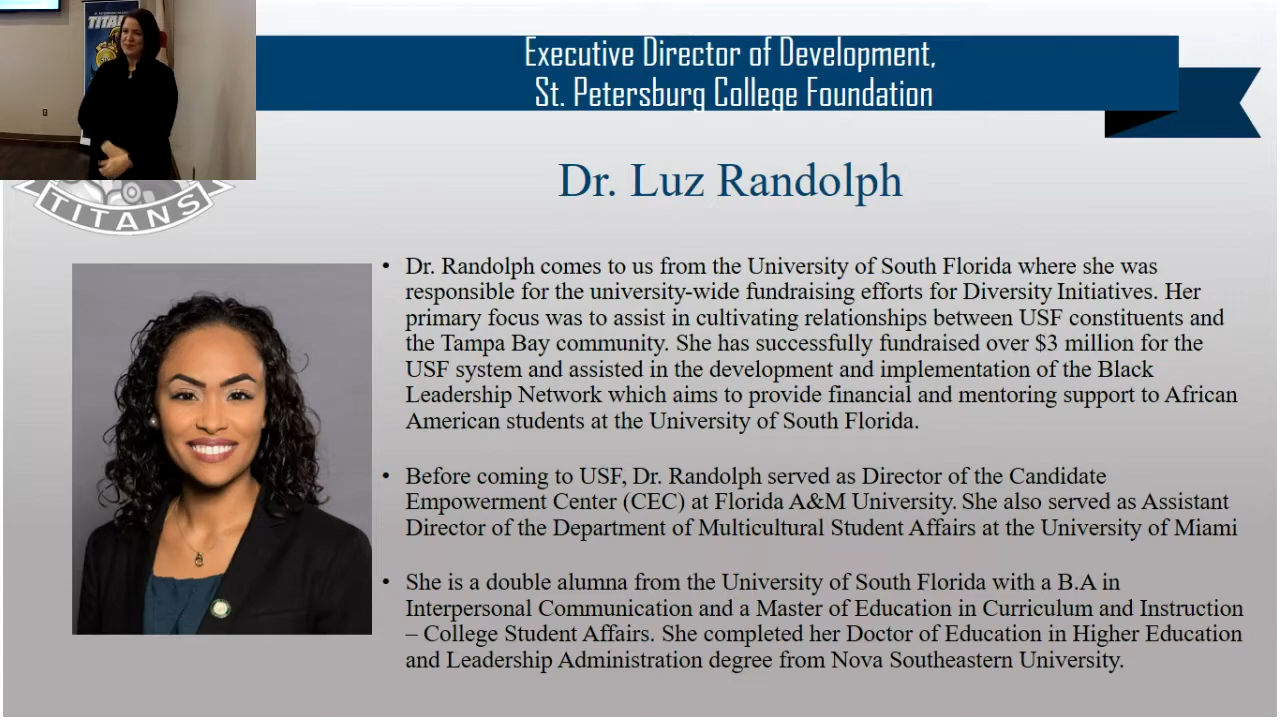 TITANS
Executive Director of Development,
St. Petersburg College Foundation
TITANS
Dr. Luz Randolph
• Dr. Randolph comes to us from the University of South Florida where she was
responsible for the university-wide fundraising efforts for Diversity Initiatives. Her
primary focus was to assist in cultivating relationships between USF constituents and
the Tampa Bay community. She has successfully fundraised over $3 million for the
USF system and assisted in the development and implementation of the Black
Leadership Network which aims to provide financial and mentoring support to African
American students at the University of South Florida.
• Before coming to USF, Dr. Randolph served as Director of the Candidate
Empowerment Center (CEC) at Florida A&M University. She also served as Assistant
Director of the Department of Multicultural Student Affairs at the University of Miami
• She is a double alumna from the University of South Florida with a B.A in
Interpersonal Communication and a Master of Education in Curriculum and Instruction
– College Student Affairs. She completed her Doctor of Education in Higher Education
and Leadership Administration degree from Nova Southeastern University.